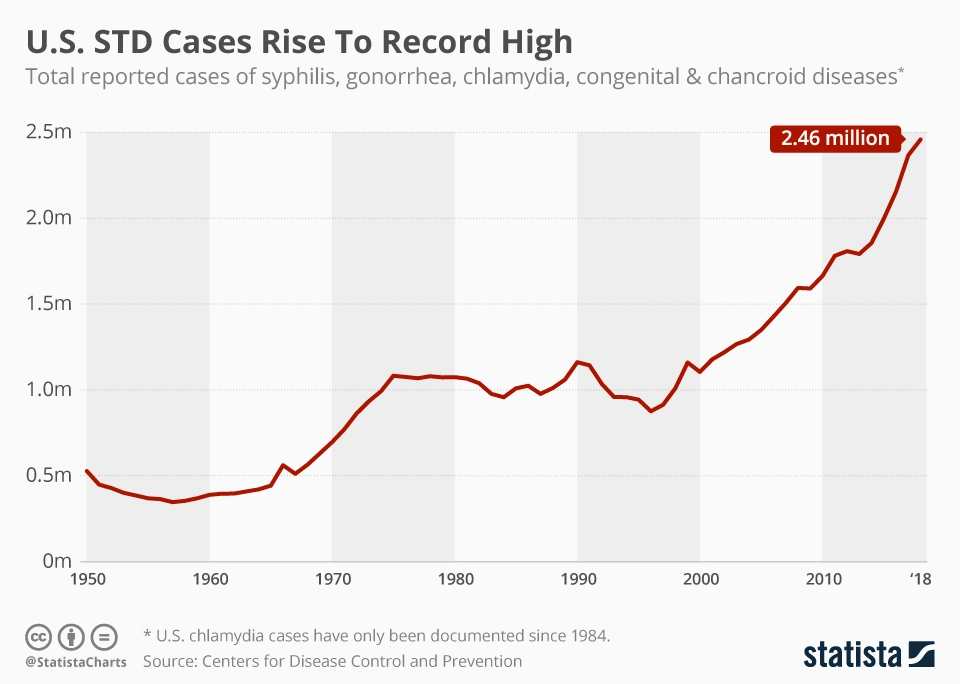 U.S. STD Cases Rise To Record High
Total reported cases of syphilis, gonorrhea, chlamydia, congenital & chancroid diseases*
2.5m
2.46 million
2.0m
1.5m
1.0m
0.5m
0m
1950 1960 1970 1980 1990 2000 2010 ‘18
cc
@StatistaCharts
* U.S. chlamydia cases have only been documented since 1984.
Source: Centers for Disease Control and Prevention
statista